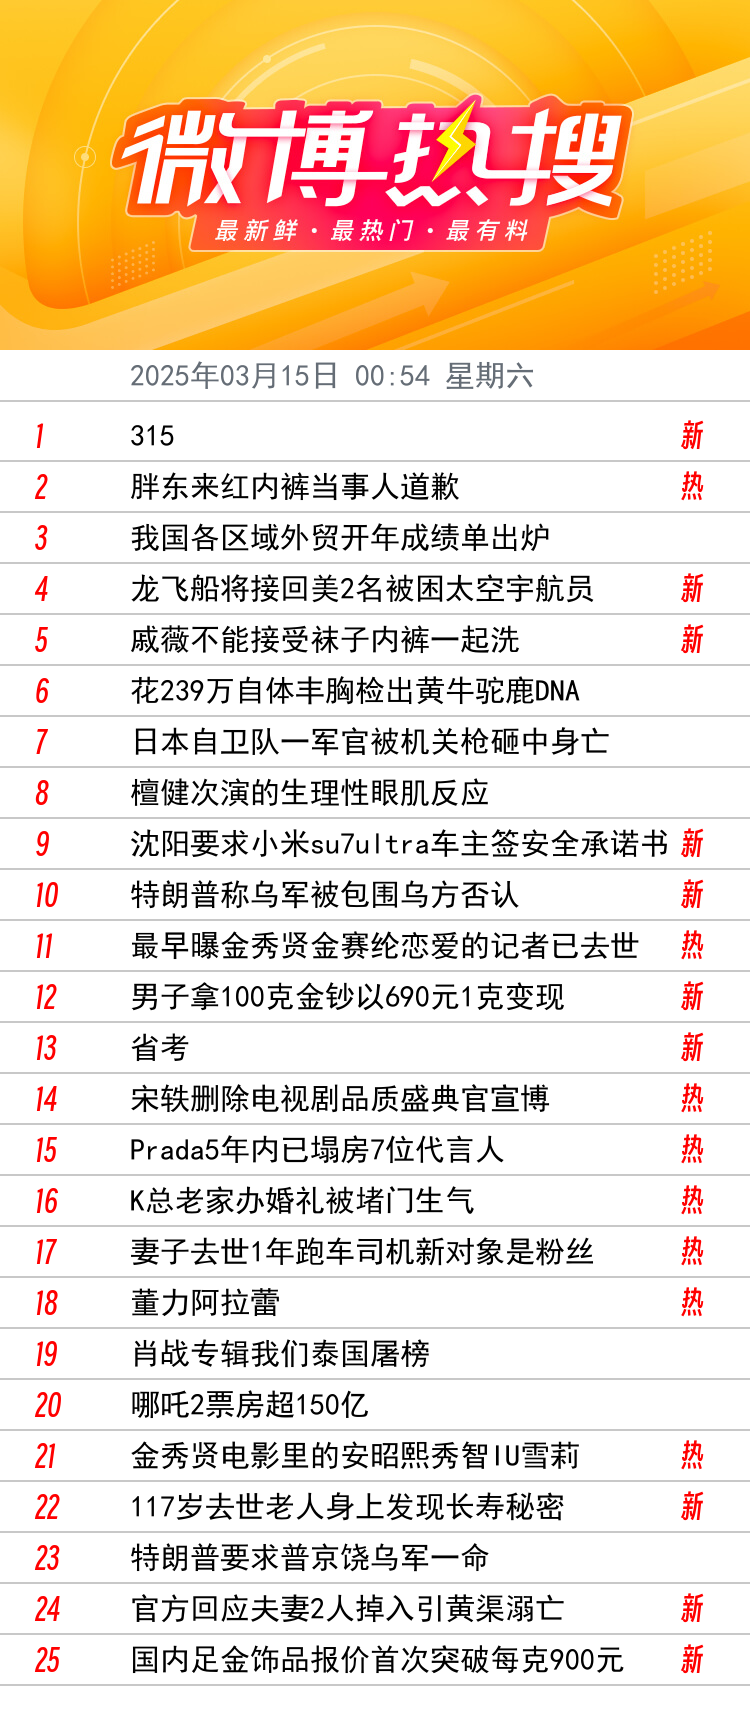 微博热搜
最新鲜·最热门·最有料
2025年03月15日 00:54 星期六
1 315 新
2 胖东来红内裤当事人道歉 热
3 我国各区域外贸开年成绩单出炉
4 龙飞船将接回美2名被困太空宇航员 新
5 戚薇不能接受袜子内裤一起洗 新
6 花239万自体丰胸检出黄牛驼鹿DNA
7 日本自卫队一军官被机关枪砸中身亡
8 檀健次演的生理性眼肌反应
9 沈阳要求小米su7ultra车主签安全承诺书 新
10 特朗普称乌军被包围乌方否认 新
11 最早曝金秀贤金赛纶恋爱的记者已去世 热
12 男子拿100克金钞以690元1克变现 新
13 省考 新
14 宋轶删除电视剧品质盛典官宣博 热
15 Prada5年内已塌房7位代言人 热
16 K总老家办婚礼被堵门生气 热
17 妻子去世1年跑车司机新对象是粉丝 热
18 董力阿拉蕾 热
19 肖战专辑我们泰国屠榜
20 哪吒2票房超150亿
21 金秀贤电影里的安昭熙秀智IU雪莉 热
22 117岁去世老人身上发现长寿秘密 新
23 特朗普要求普京饶乌军一命
24 官方回应夫妻2人掉入引黄渠溺亡 新
25 国内足金饰品报价首次突破每克900元 新